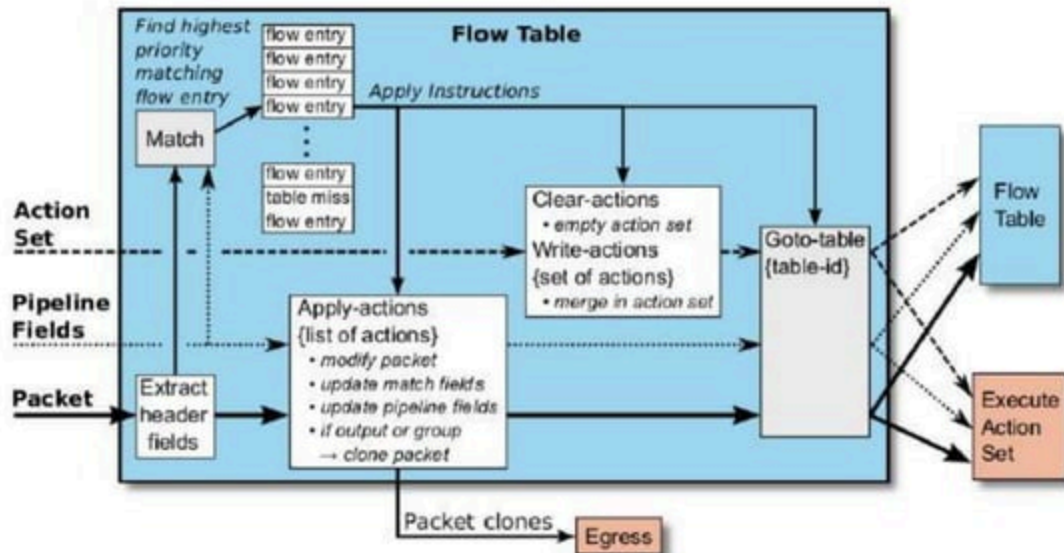 Find highest
priority
matching
flow entry
flow entry
flow entry
flow entry
flow entry
Flow Table
Apply Instructions
Match
flow entry
table miss
flow entry
Action
Set
Clear-actions
• empty action set
Write-actions
{set of actions}
• merge in action set
Goto-table
{table-id}
Flow
Table
Pipeline
Fields
Apply-actions
{list of actions}
• modify packet
• update match fields
• update pipeline fields
• if output or group
→ clone packet
Packet
Extract
header
fields
Execute
Action
Set
Packet clones
Egress